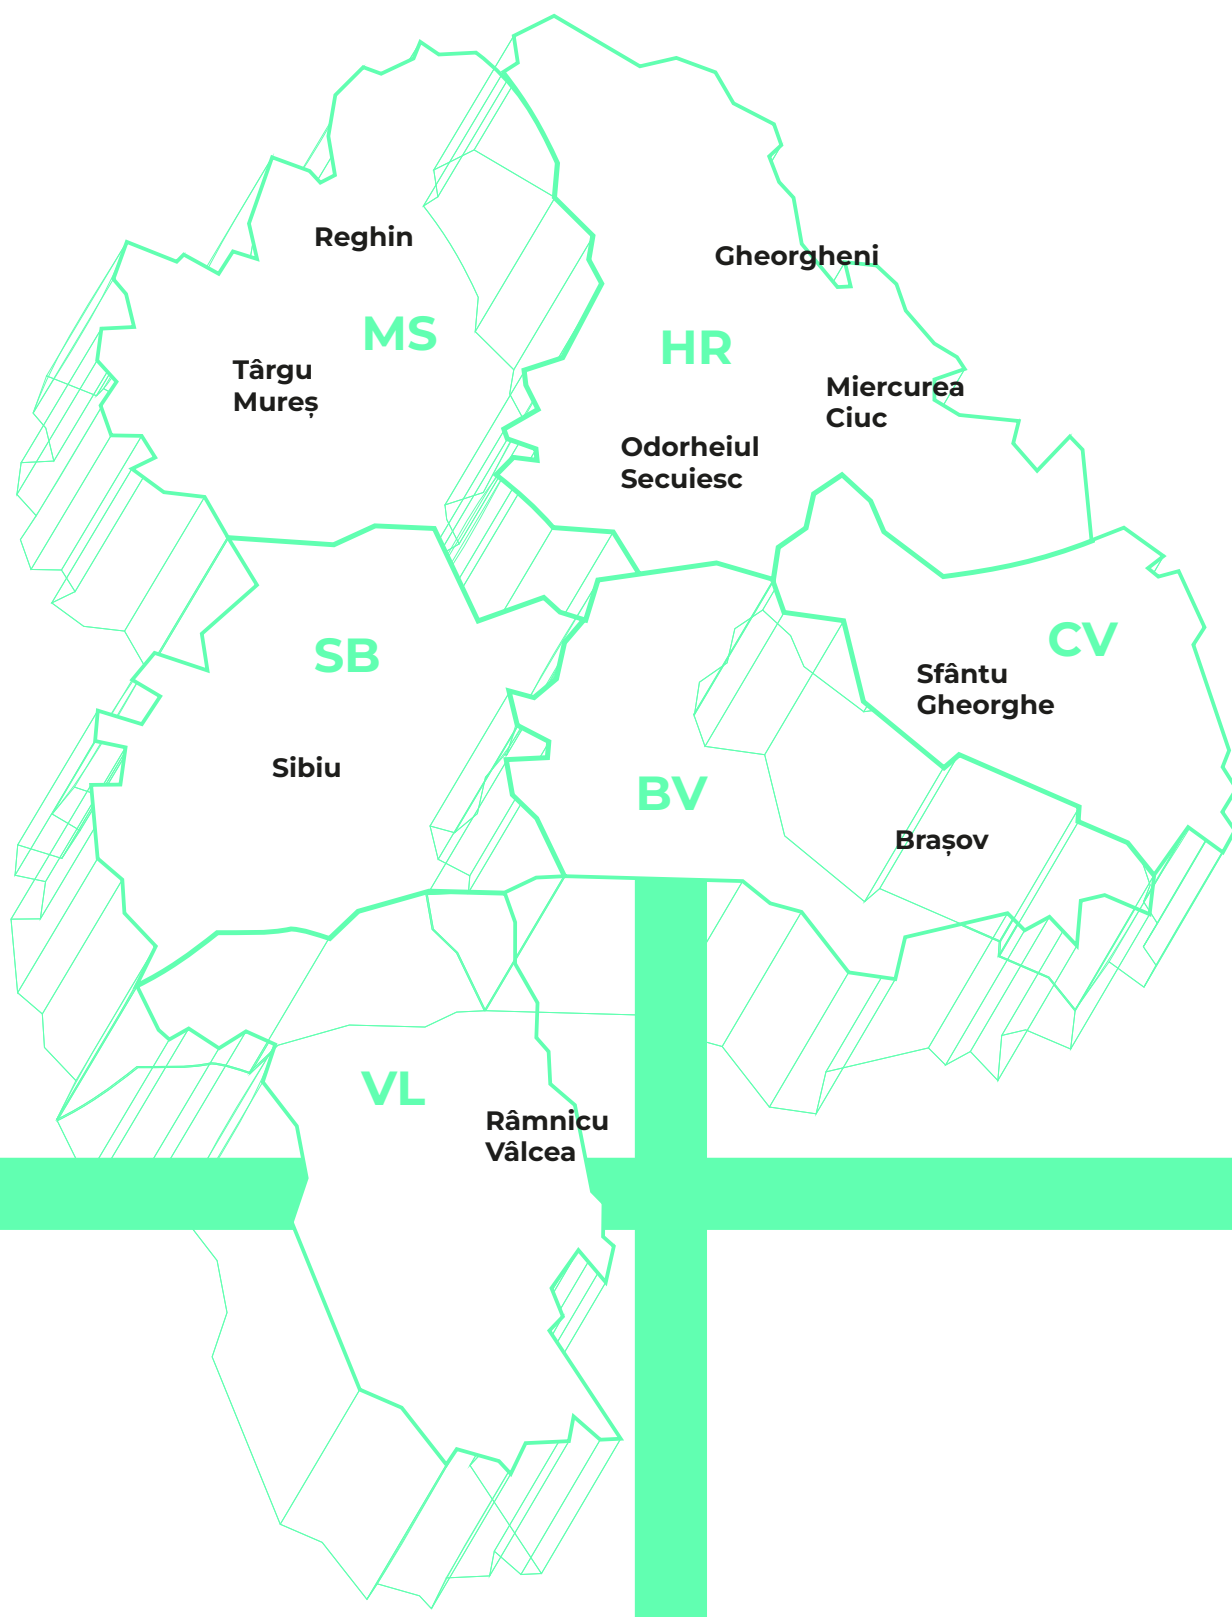 Reghin
Gheorgheni
MS
HR
Târgu
Mureș
Miercurea
Ciuc
Odorheiul
Secuiesc
SB
CV
Sfântu
Gheorghe
Sibiu
BV
Brașov
VL
Râmnicu
Vâlcea